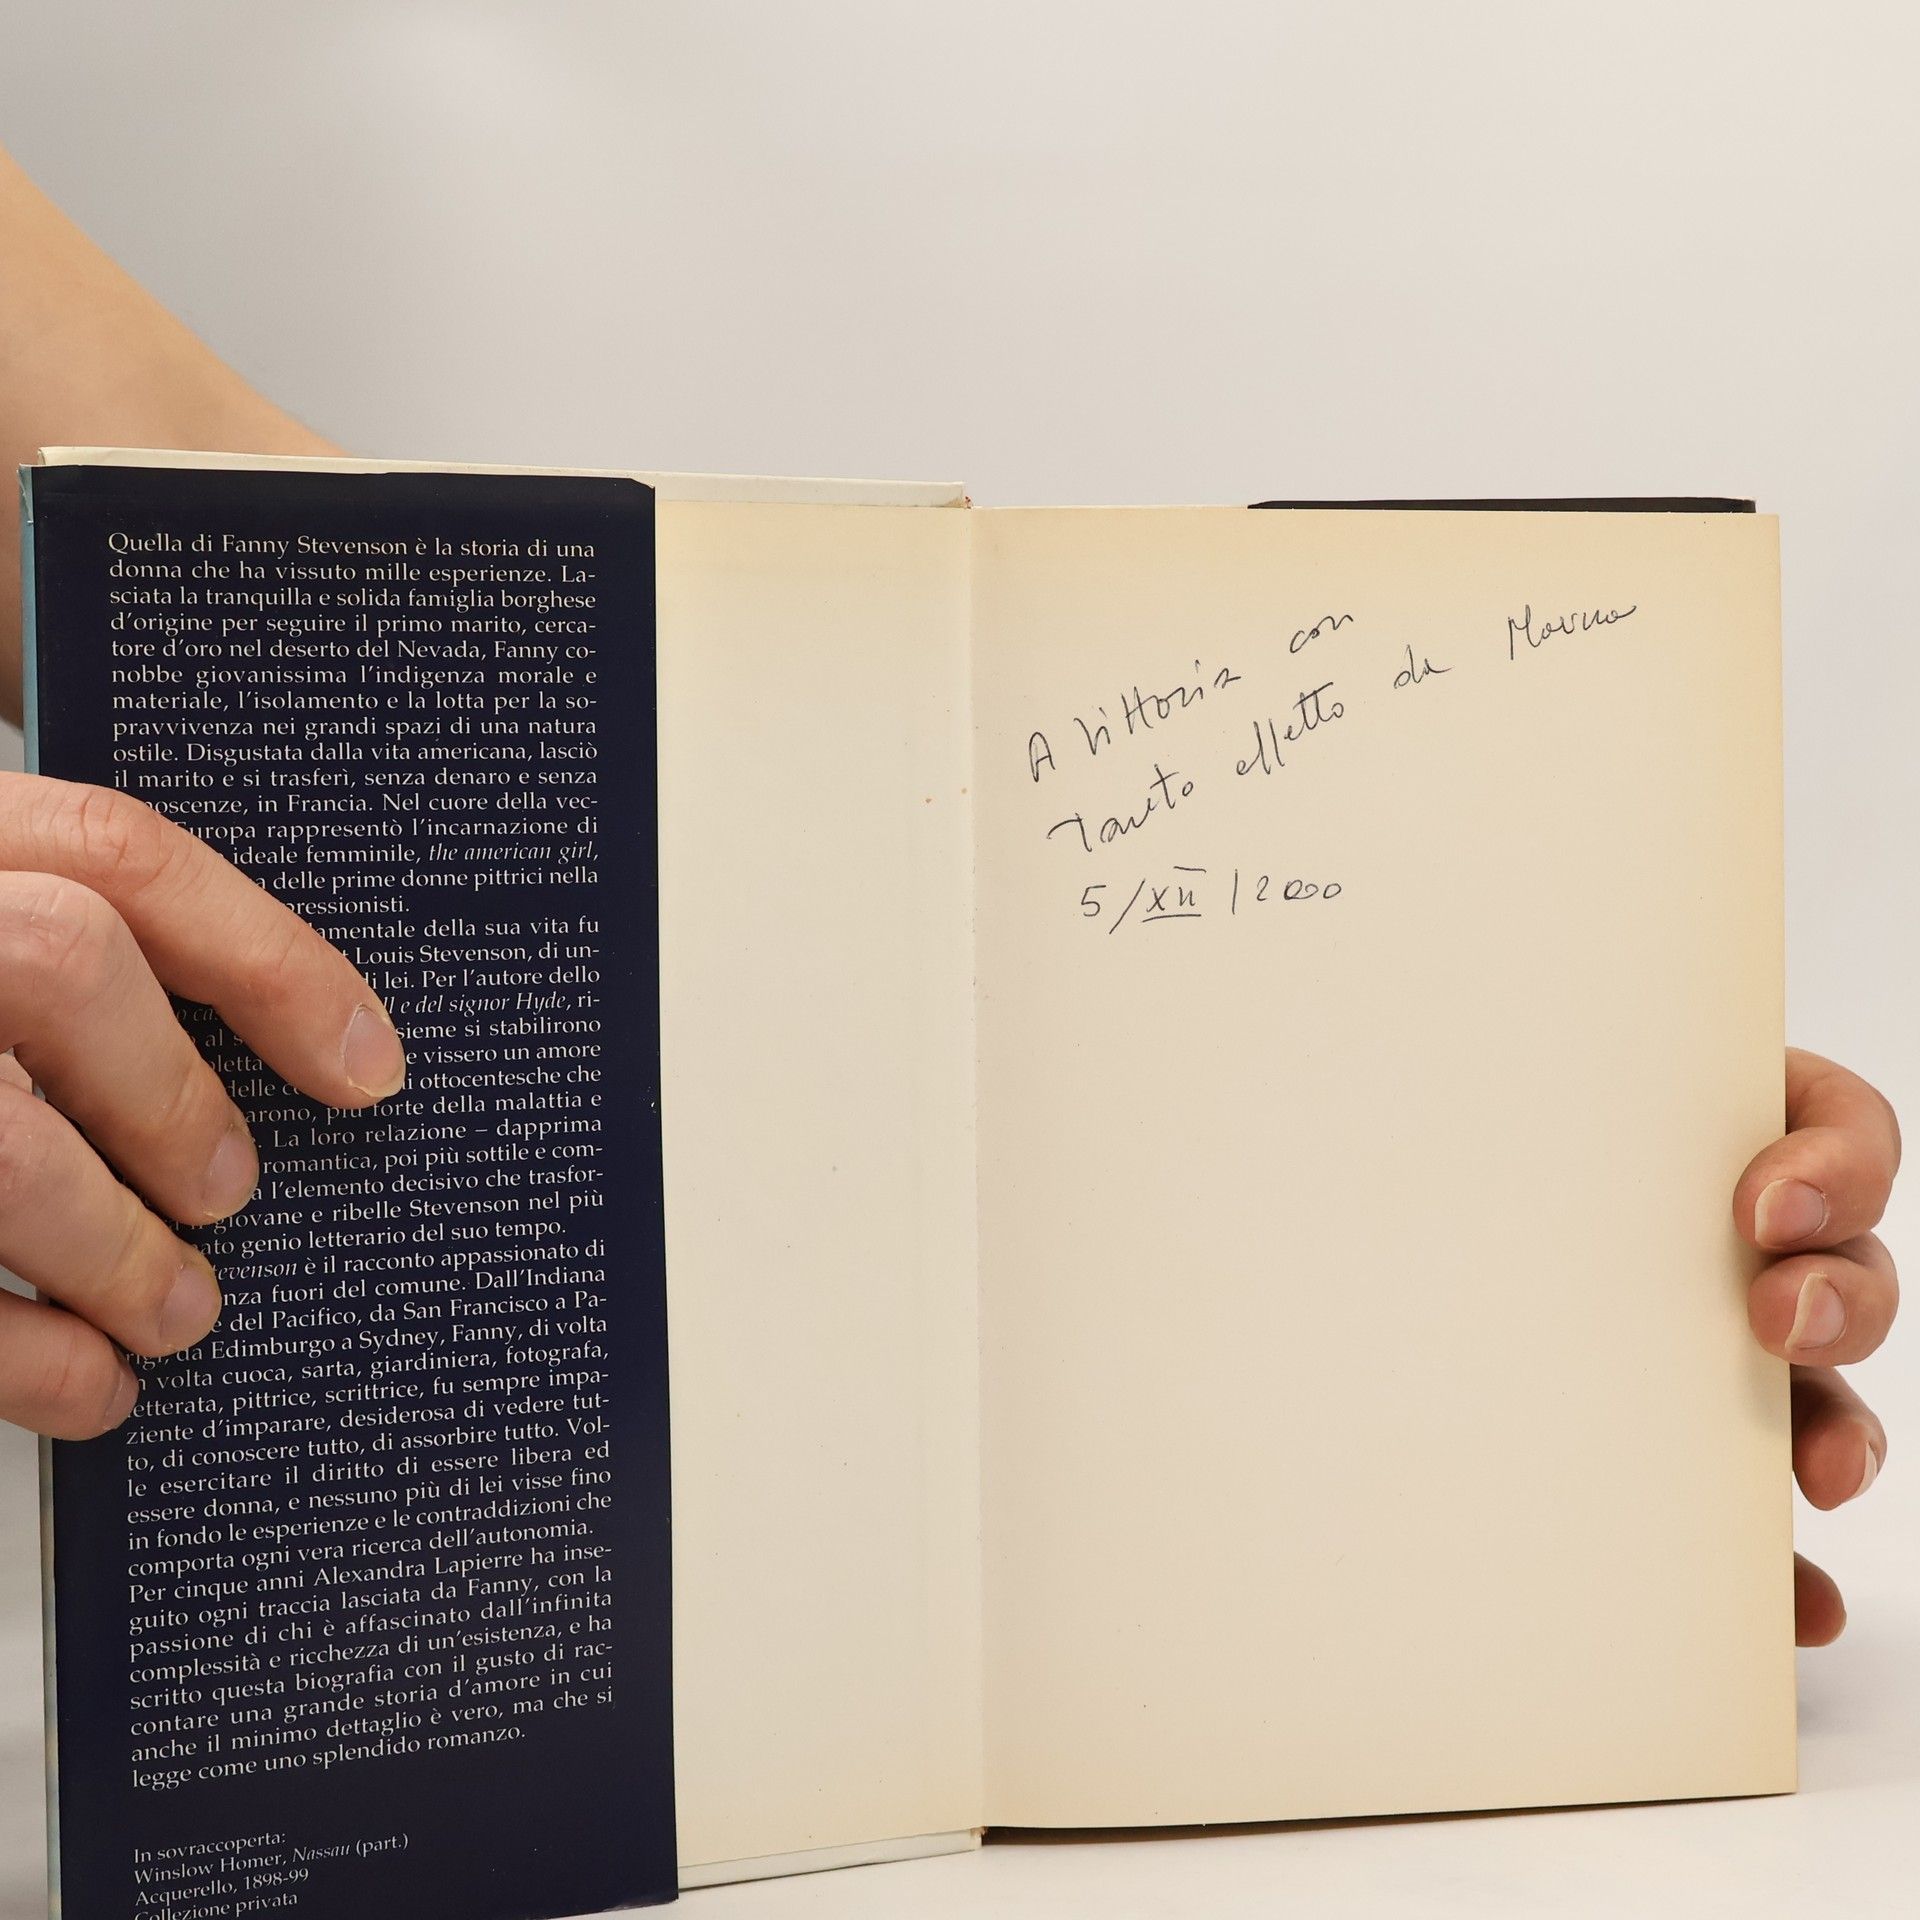 Quella di Fanny Stevenson è la storia di una
donna che ha vissuto mille esperienze. La-
sciata la tranquilla e solida famiglia borghese
d'origine per seguire il primo marito, cerca-
tore d'oro nel deserto del Nevada, Fanny co-
nobbe giovanissima l'indigenza morale e
materiale, l'isolamento e la lotta per la so-
pravvivenza nei grandi spazi di una natura
ostile. Disgustata dalla vita americana, lasciò
il marito e si trasferì, senza denaro e senza
noscenze, in Francia. Nel cuore della vec-
Europa rappresentò l'incarnazione di
ideale femminile, the american girl,
a delle prime donne pittrici nella
pressionisti.
amentale della sua vita fu
Louis Stevenson, di un-
di lei. Per l'autore dello
ll e del signor Hyde, ri-
al sieme si stabilirono
oletta e vissero un amore
delle ottocentesche che
arono, più forte della malattia e
La loro relazione – dapprima
romantica, poi più sottile e com-
a l'elemento decisivo che trasfor-
giovane e ribelle Stevenson nel più
ato genio letterario del suo tempo.
tevenson è il racconto appassionato di
nza fuori del comune. Dall'Indiana
e del Pacifico, da San Francisco a Pa-
rigi, da Edimburgo a Sydney, Fanny, di volta
volta cuoca, sarta, giardiniera, fotografa,
letterata, pittrice, scrittrice, fu sempre impa-
ziente d'imparare, desiderosa di vedere tut-
to, di conoscere tutto, di assorbire tutto. Vol-
le esercitare il diritto di essere libera ed
essere donna, e nessuno più di lei visse fino
in fondo le esperienze e le contraddizioni che
comporta ogni vera ricerca dell'autonomia.
Per cinque anni Alexandra Lapierre ha inse-
guito ogni traccia lasciata da Fanny, con la
passione di chi è affascinato dall'infinita
complessità e ricchezza di un'esistenza, e ha
scritto questa biografia con il gusto di rac-
contare una grande storia d'amore in cui
anche il minimo dettaglio è vero, ma che si
legge come uno splendido romanzo.
In sovraccoperta:
Winslow Homer, Nassau (part.)
Acquerello, 1898-99
Collezione privata
A Vittoria con
Tanto affetto da
5/XII/2000